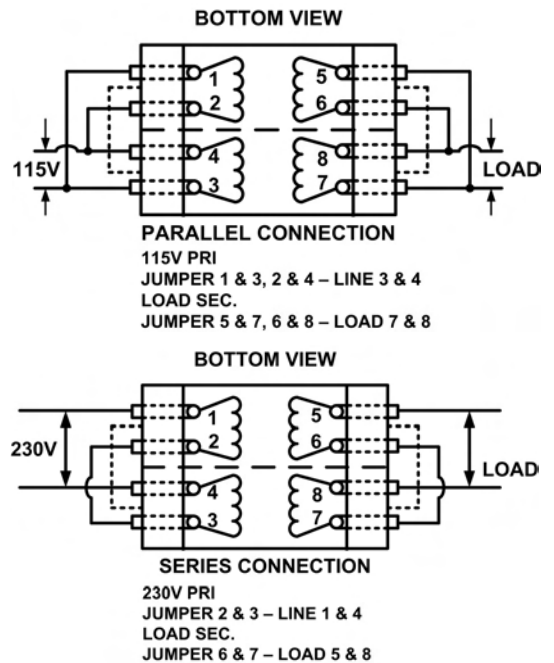 BOTTOM VIEW
1
2
4
3
5
6
8
7
115V
LOAD
PARALLEL CONNECTION
115V PRI
JUMPER 1 & 3, 2 & 4 – LINE 3 & 4
LOAD SEC.
JUMPER 5 & 7, 6 & 8 – LOAD 7 & 8
BOTTOM VIEW
1
2
4
3
5
6
8
7
230V
LOAD
SERIES CONNECTION
230V PRI
JUMPER 2 & 3 – LINE 1 & 4
LOAD SEC.
JUMPER 6 & 7 – LOAD 5 & 8